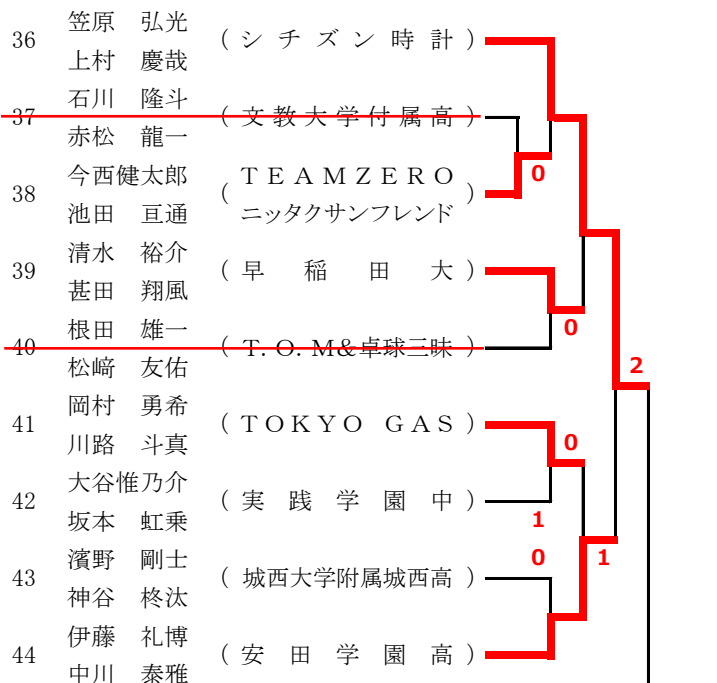 笠原 弘光
36 (シチズン時計)
上村 慶哉
石川 隆斗
37 (文教大学付属高)
赤松 龍一
今西健太郎 TEAMZERO
38 ( ) 0
池田 亘通 ニッタクサンフレンド
清水 裕介
39 (早稲田大)
甚田 翔風
根田 雄一 0
40 (T.O.M&卓球三昧)
松﨑 友佑 2
岡村 勇希
41 (TOKYO GAS)
川路 斗真 0
大谷惟乃介
42 (実践学園中)
坂本 虹乗 1
濱野 剛士 0 1
43 (城西大学附属城西高)
神谷 柊汰
伊藤 礼博
44 (安田学園高)
中川 泰雅